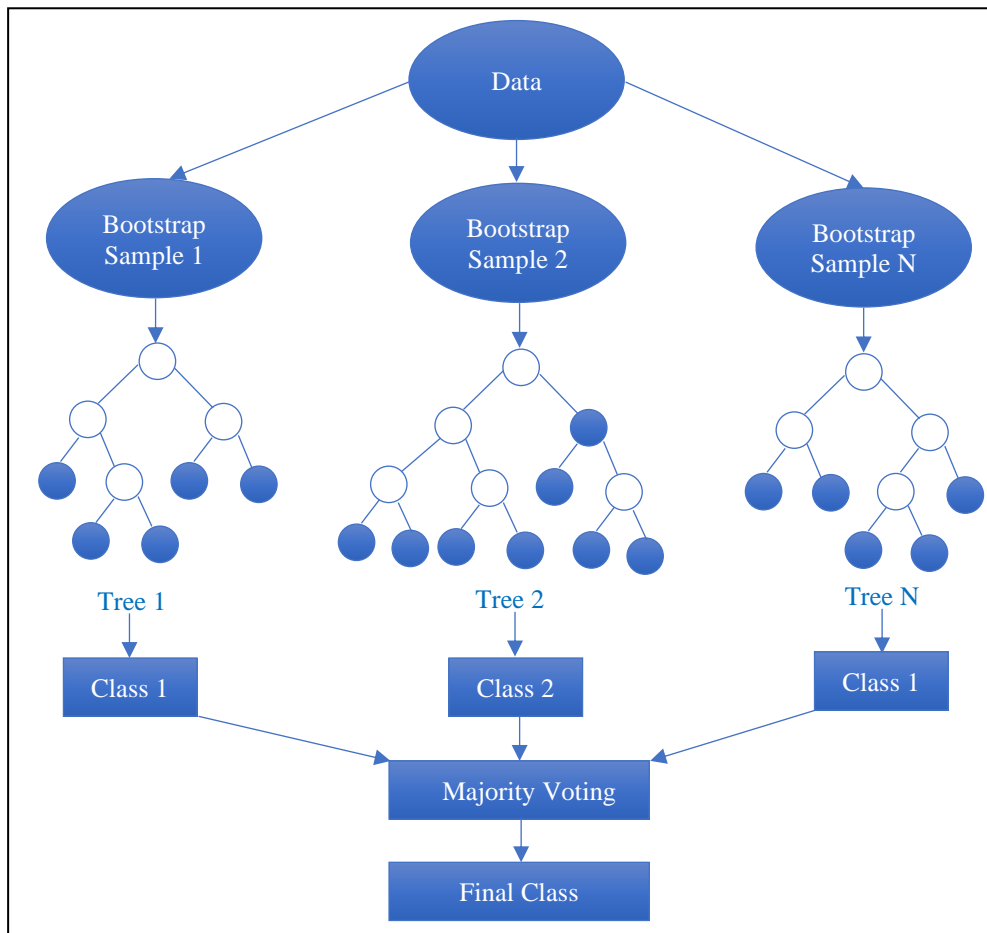 Data
Bootstrap
Sample 1
Bootstrap
Sample 2
Bootstrap
Sample N
Tree 1
Tree 2
Tree N
Class 1
Class 2
Class 1
Majority Voting
Final Class